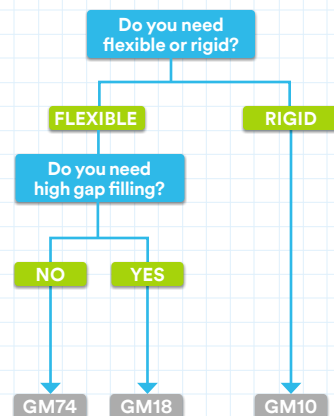 Do you need
flexible or rigid?
FLEXIBLE
RIGID
Do you need
high gap filling?
NO
YES
GM74
GM18
GM10